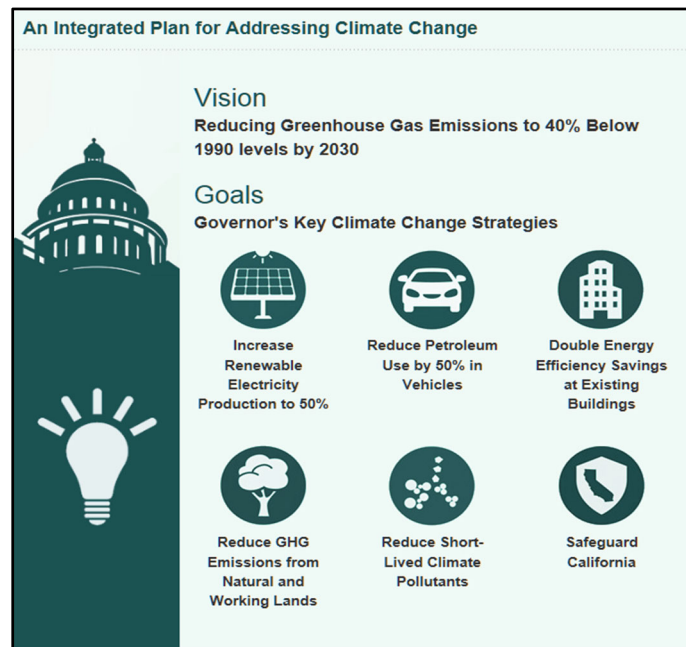 An Integrated Plan for Addressing Climate Change
Vision
Reducing Greenhouse Gas Emissions to 40% Below
1990 levels by 2030
Goals
Governor's Key Climate Change Strategies
Increase
Renewable
Electricity
Production to 50%
Reduce Petroleum
Use by 50% in
Vehicles
Double Energy
Efficiency Savings
at Existing
Buildings
Reduce GHG
Emissions from
Natural and
Working Lands
Reduce Short-
Lived Climate
Pollutants
Safeguard
California